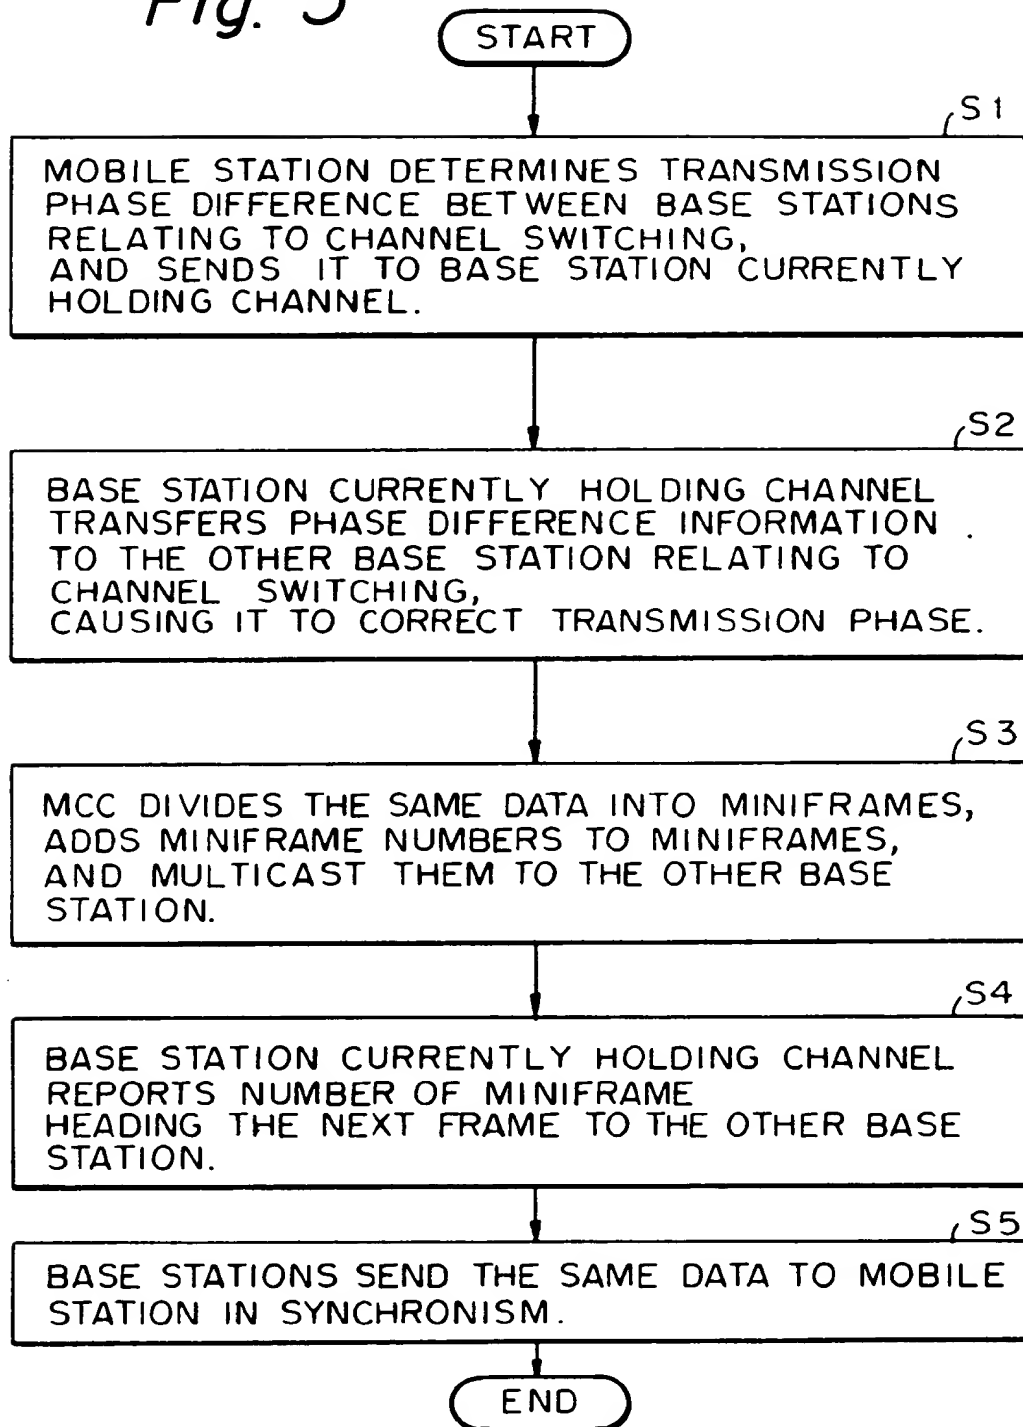 Fig.
START
S1
MOBILE STATION DETERMINES TRANSMISSION
PHASE DIFFERENCE BETWEEN BASE STATIONS
RELATING TO CHANNEL SWITCHING,
AND SENDS IT TO BASE STATION CURRENTLY
HOLDING CHANNEL.
S2
BASE STATION CURRENTLY HOLDING CHANNEL
TRANSFERS PHASE DIFFERENCE INFORMATION
TO THE OTHER BASE STATION RELATING TO
CHANNEL SWITCHING,
CAUSING IT TO CORRECT TRANSMISSION PHASE.
S3
MCC DIVIDES THE SAME DATA INTO MINIFRAMES,
ADDS MINIFRAME NUMBERS TO MINIFRAMES,
AND MULTICAST THEM TO THE OTHER BASE
STATION.
S4
BASE STATION CURRENTLY HOLDING CHANNEL
REPORTS NUMBER OF MINIFRAME
HEADING THE NEXT FRAME TO THE OTHER BASE
STATION.
S5
BASE STATIONS SEND THE SAME DATA TO MOBILE
STATION IN SYNCHRONISM.
END